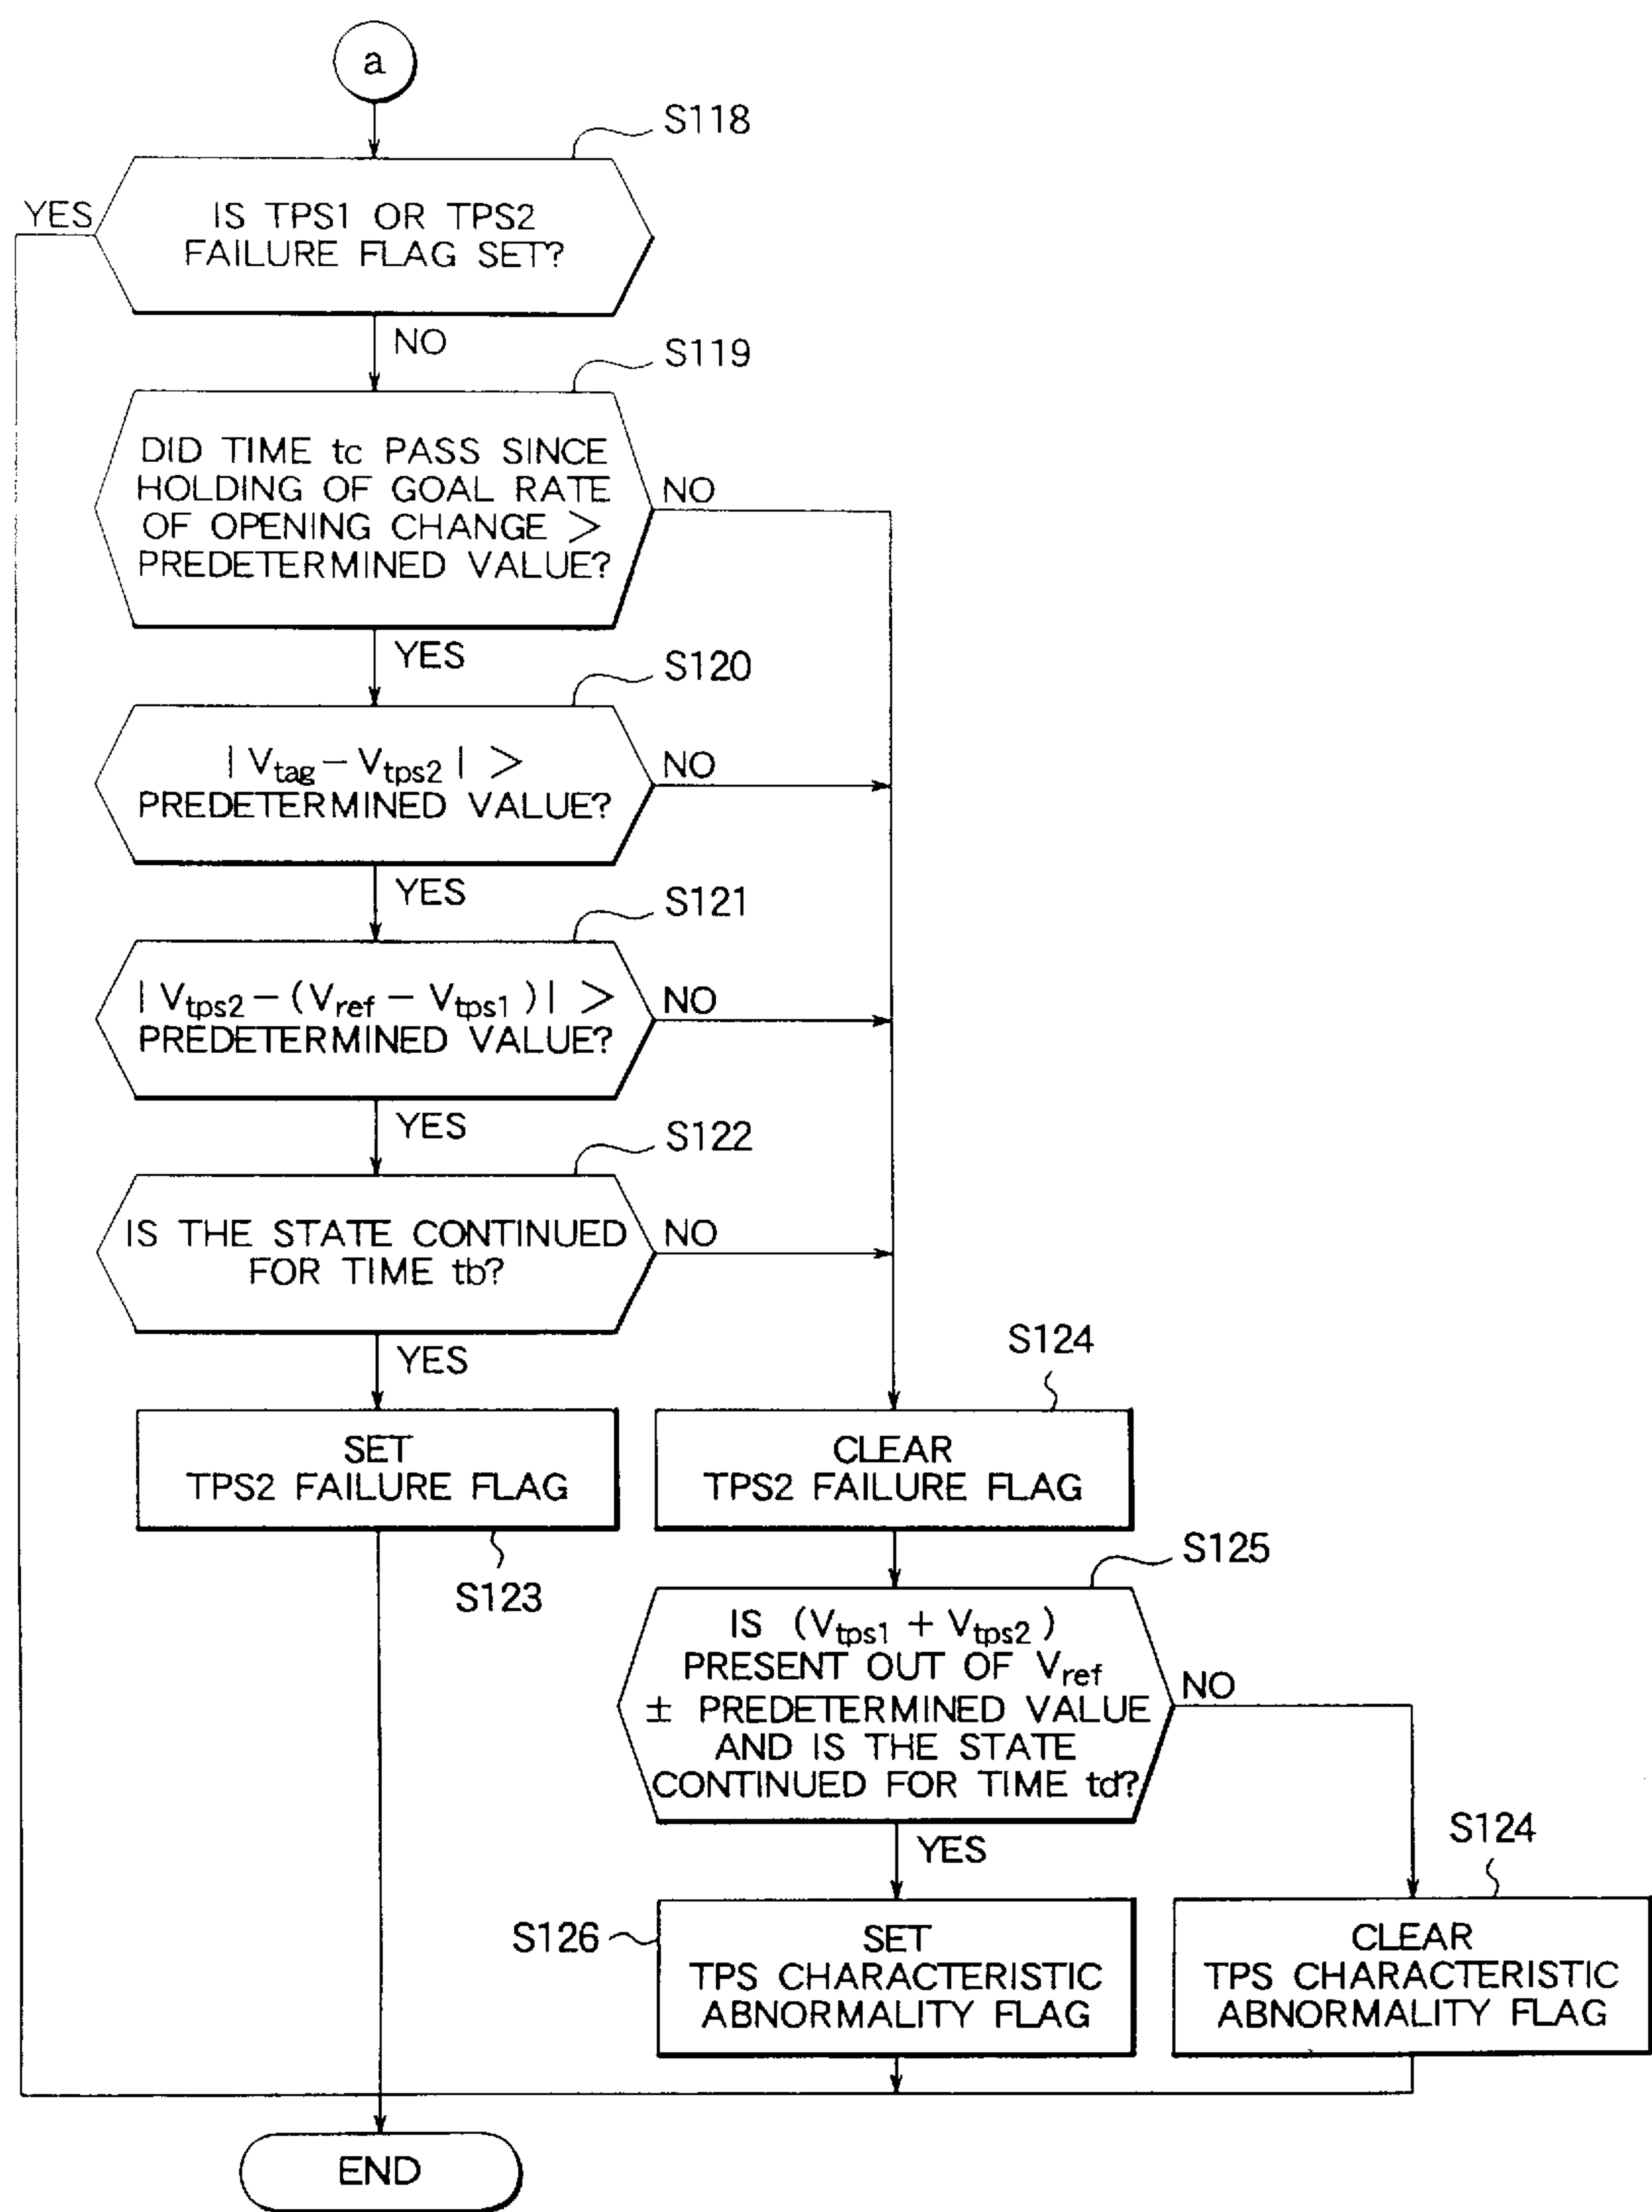 a
S118
YES
IS TPS1 OR TPS2
FAILURE FLAG SET?
NO
S119
DID TIME tc PASS SINCE
HOLDING OF GOAL RATE
OF OPENING CHANGE >
PREDETERMINED VALUE?
NO
YES
S120
| Vtag − Vtps2 | >
PREDETERMINED VALUE?
NO
YES
S121
| Vtps2 − (Vref − Vtps1 )| >
PREDETERMINED VALUE?
NO
YES
S122
IS THE STATE CONTINUED
FOR TIME tb?
NO
YES
S124
SET
TPS2 FAILURE FLAG
S123
CLEAR
TPS2 FAILURE FLAG
S125
IS (Vtps1 + Vtps2 )
PRESENT OUT OF Vref
± PREDETERMINED VALUE
AND IS THE STATE
CONTINUED FOR TIME td?
NO
YES
S124
S126
SET
TPS CHARACTERISTIC
ABNORMALITY FLAG
CLEAR
TPS CHARACTERISTIC
ABNORMALITY FLAG
END